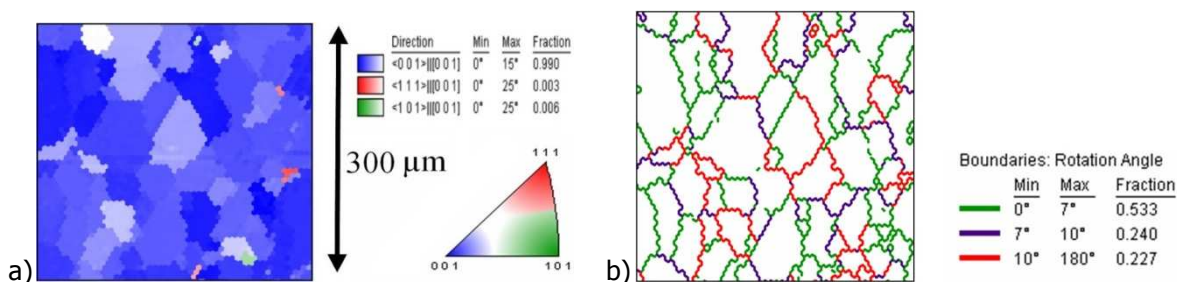 Direction Min Max Fraction
<0 0 1>||[0 0 1] 0° 15° 0.990
<1 1 1>||[0 0 1] 0° 25° 0.003
<1 0 1>||[0 0 1] 0° 25° 0.006
300 µm
111
001 101
a)
b)
Boundaries: Rotation Angle
Min Max Fraction
0° 7° 0.533
7° 10° 0.240
10° 180° 0.227